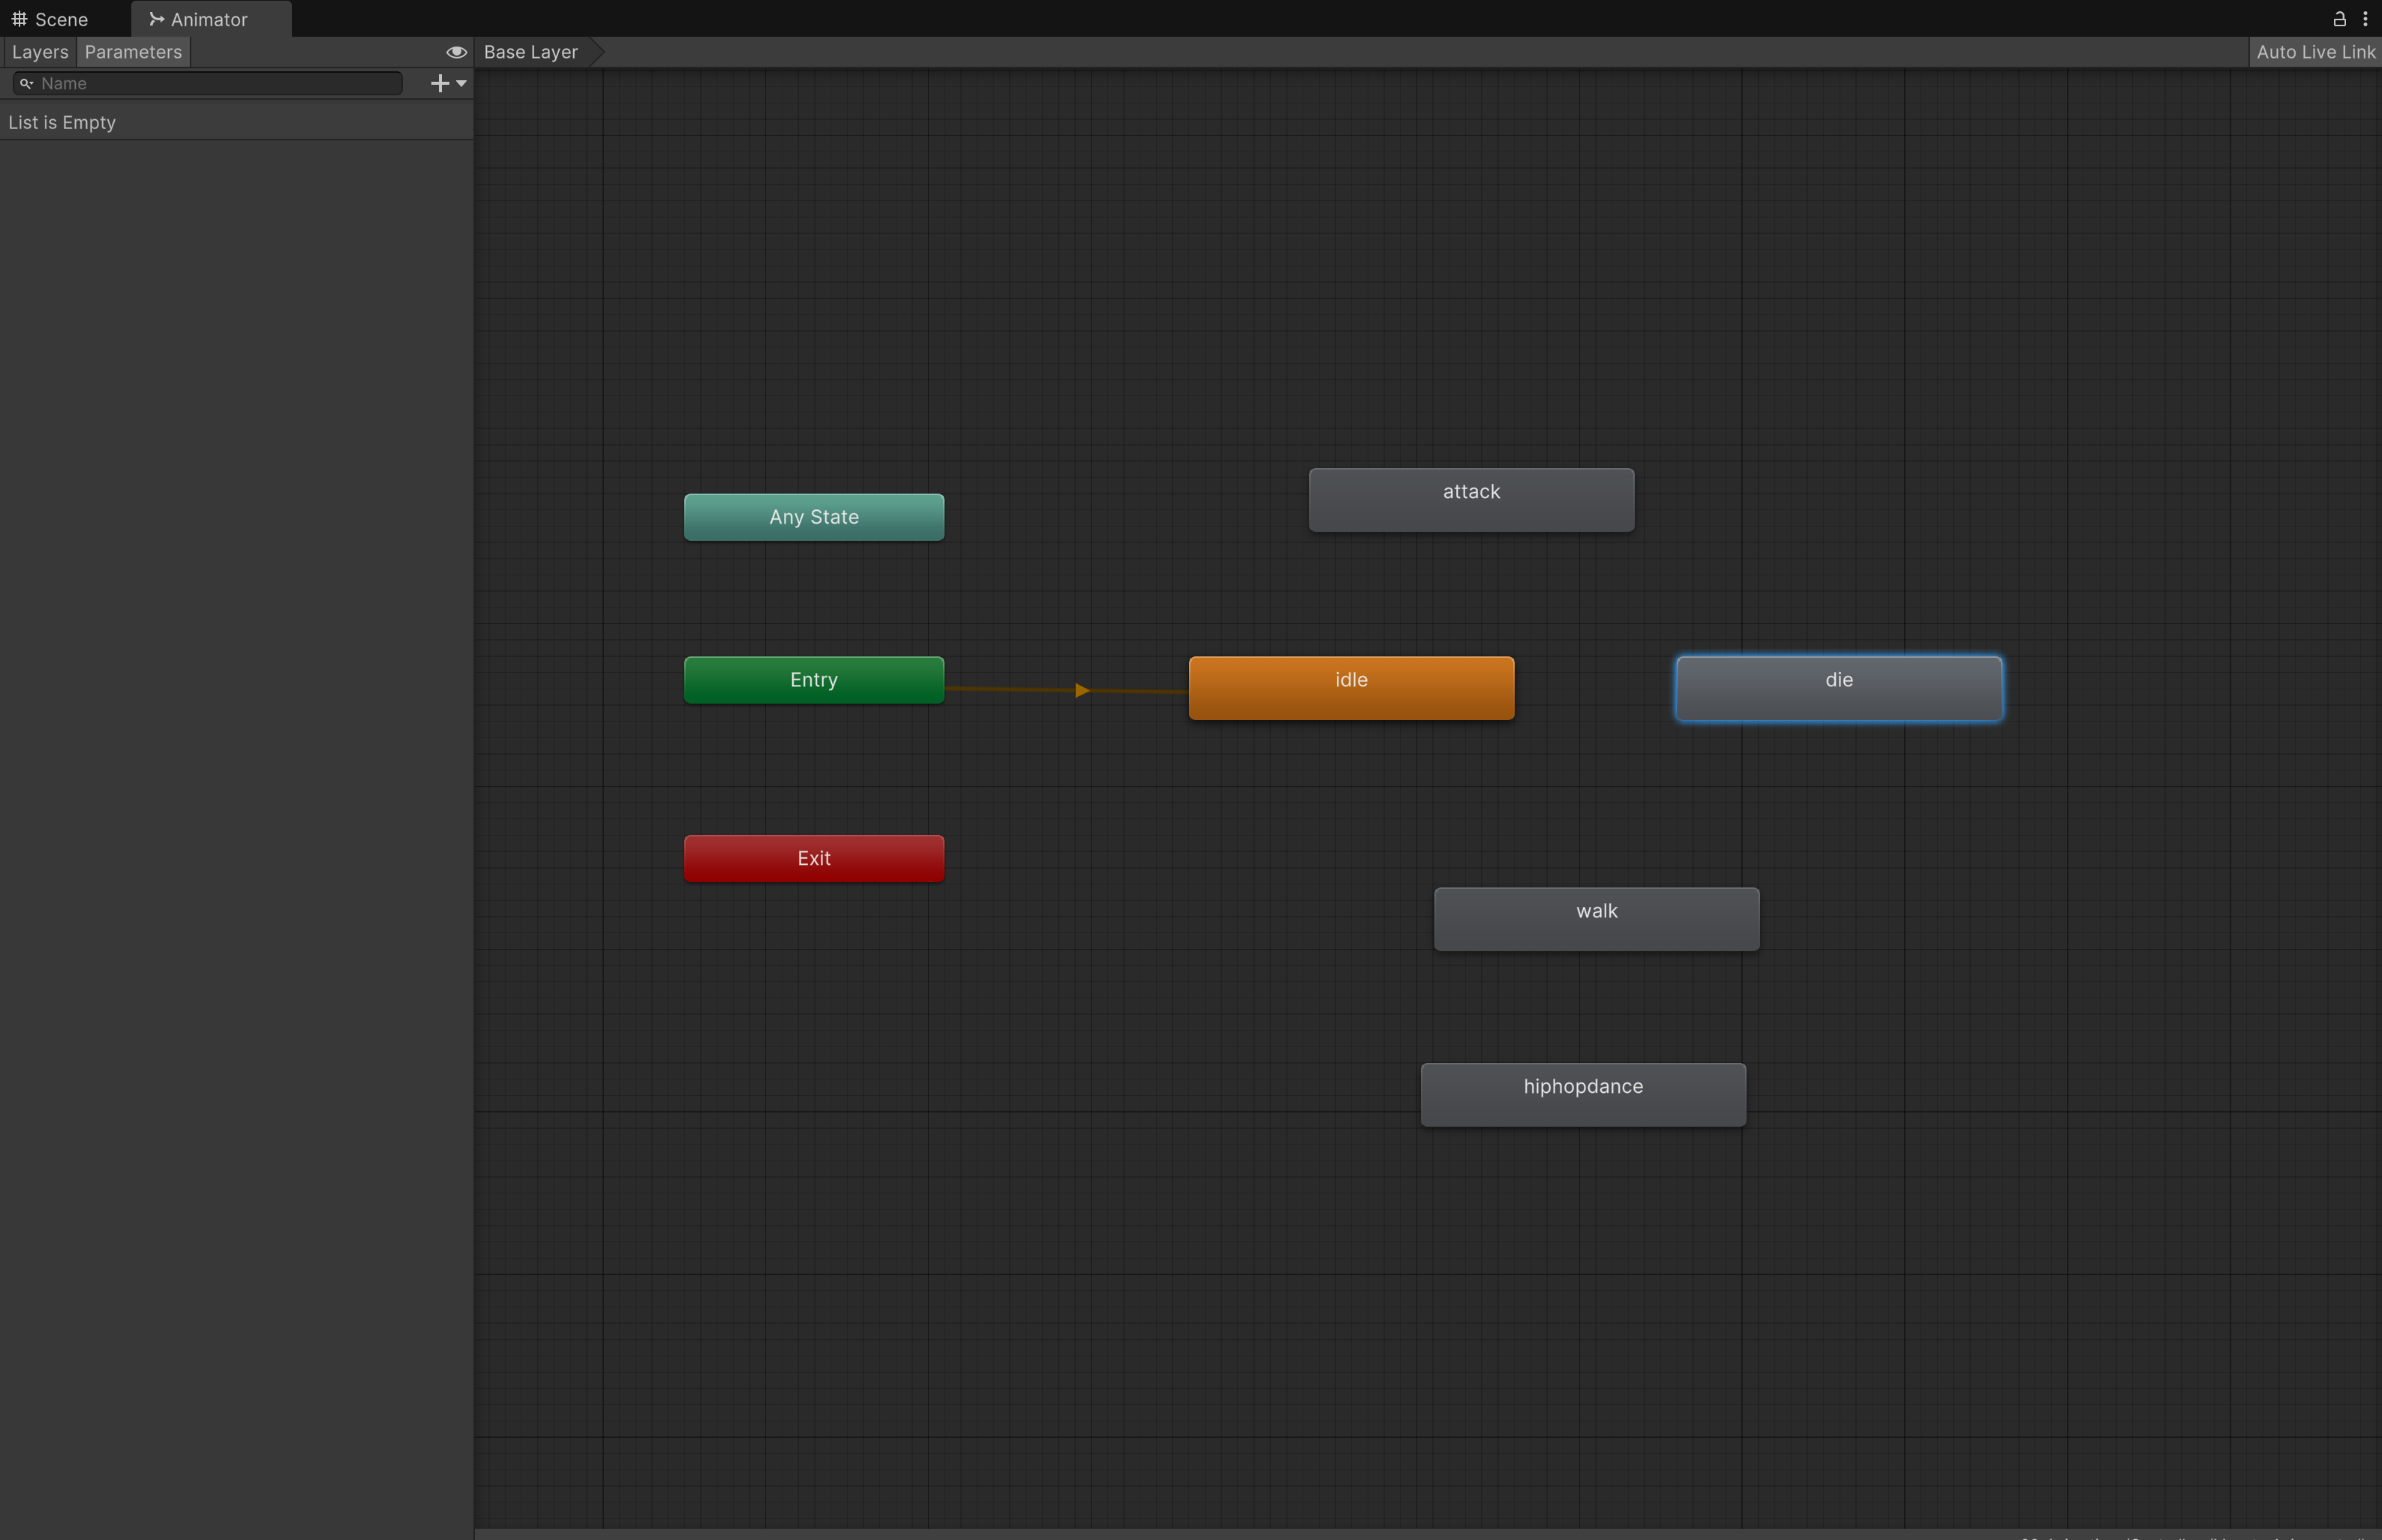 Scene
Animator
Layers
Parameters
Base Layer
Auto Live Link
Name
List is Empty
attack
Any State
Entry
idle
die
Exit
walk
hiphopdance